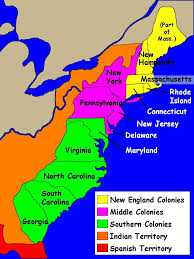 (Part
of
Mass.)
New
Hampshire
New
York
Massachusetts
Rhode
Island
Pennsylvania
Connecticut
New Jersey
Delaware
Maryland
Virginia
North Carolina
South
Carolina
Georgia
New England Colonies
Middle Colonies
Southern Colonies
Indian Territory
Spanish Territory